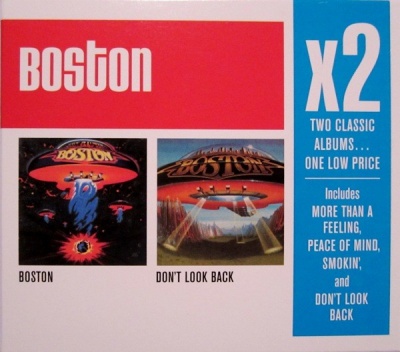 BOSTON
x2
TWO CLASSIC
ALBUMS...
ONE LOW PRICE
Includes
MORE THAN A
FEELING,
PEACE OF MIND,
SMOKIN',
and
DON'T LOOK
BACK
BOSTON
BOSTON
BOSTON
DON'T LOOK BACK